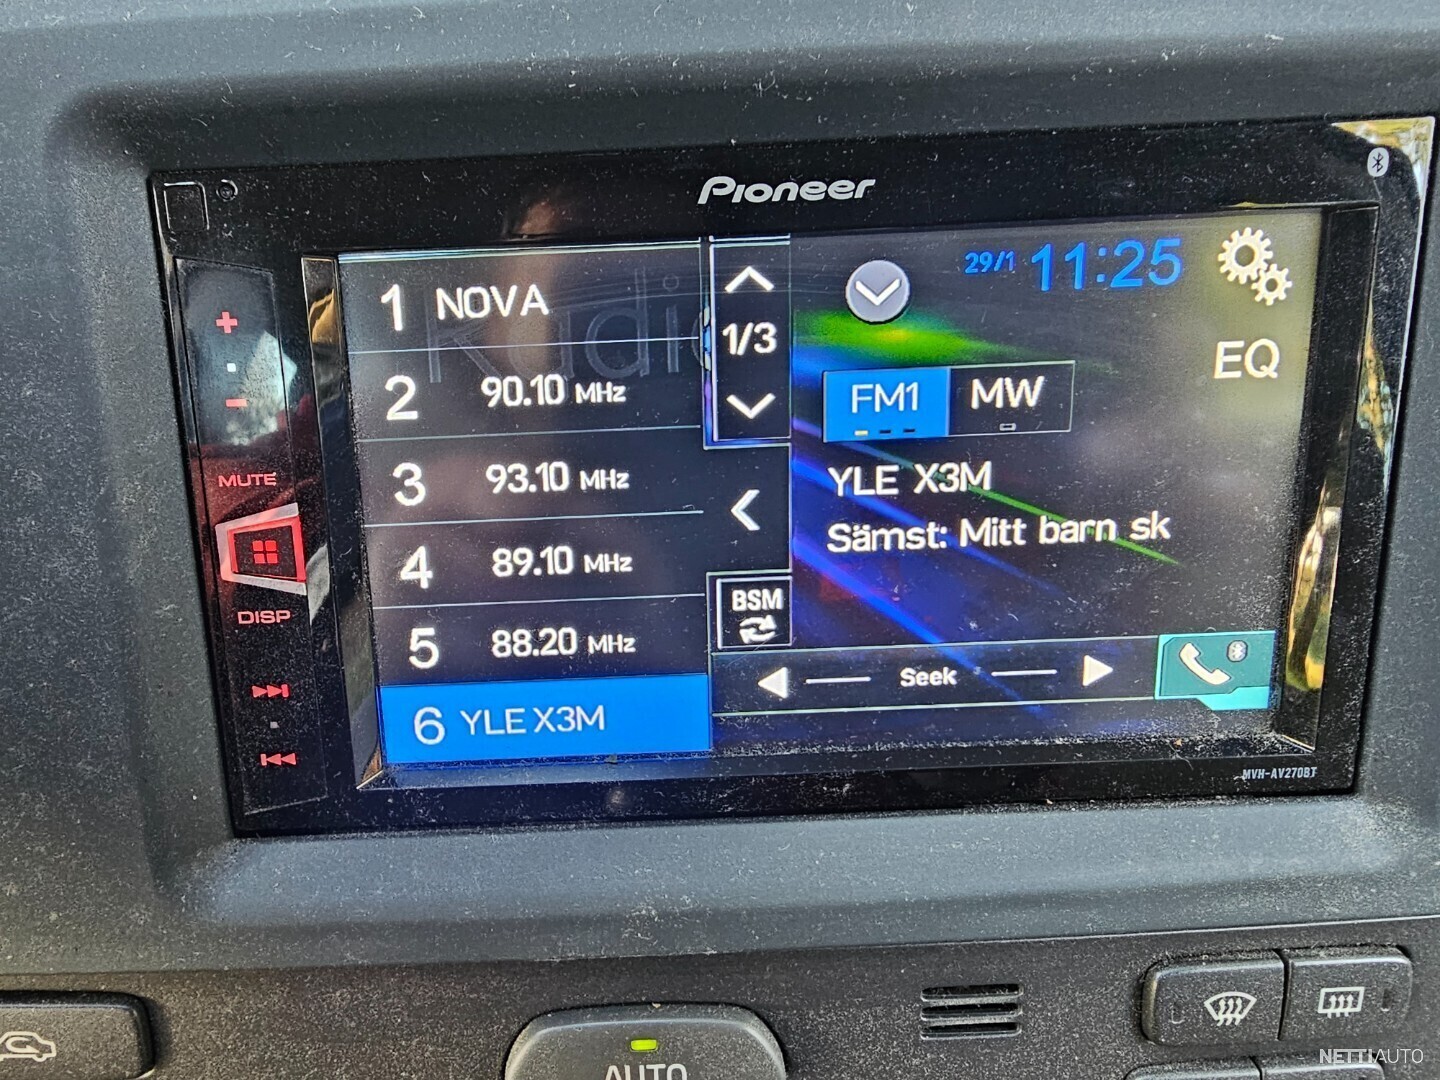 Pioneer
29/1 11:25
1 NOVA
Radio
1/3
2 90.10 MHz
FM1 MW
EQ
3 93.10 MHz
YLE X3M
Sämst: Mitt barn sk
MUTE
4 89.10 MHz
BSM
DISP
5 88.20 MHz
Seek
6 YLE X3M
MVH-AV270BT
AUTO
NETTIAUTO